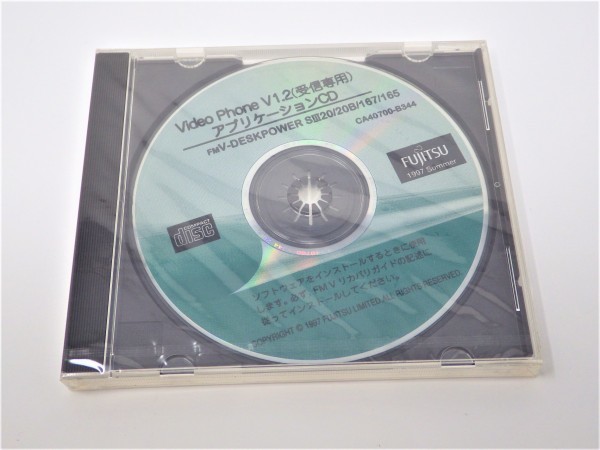 Video Phone V1.2(受信専用)
アプリケーションCD
FMV-DESKPOWER SⅢ20/20B/167/165
CA40700-B344
FUJITSU
1997 Summer
COMPACT
disc
ソフトウェアをインストールするときに使用
します。必ず、FMVリカバリガイドの記述に
従ってインストールしてください。
COPYRIGHT © 1997 FUJITSU LIMITED ALL RIGHTS RESERVED